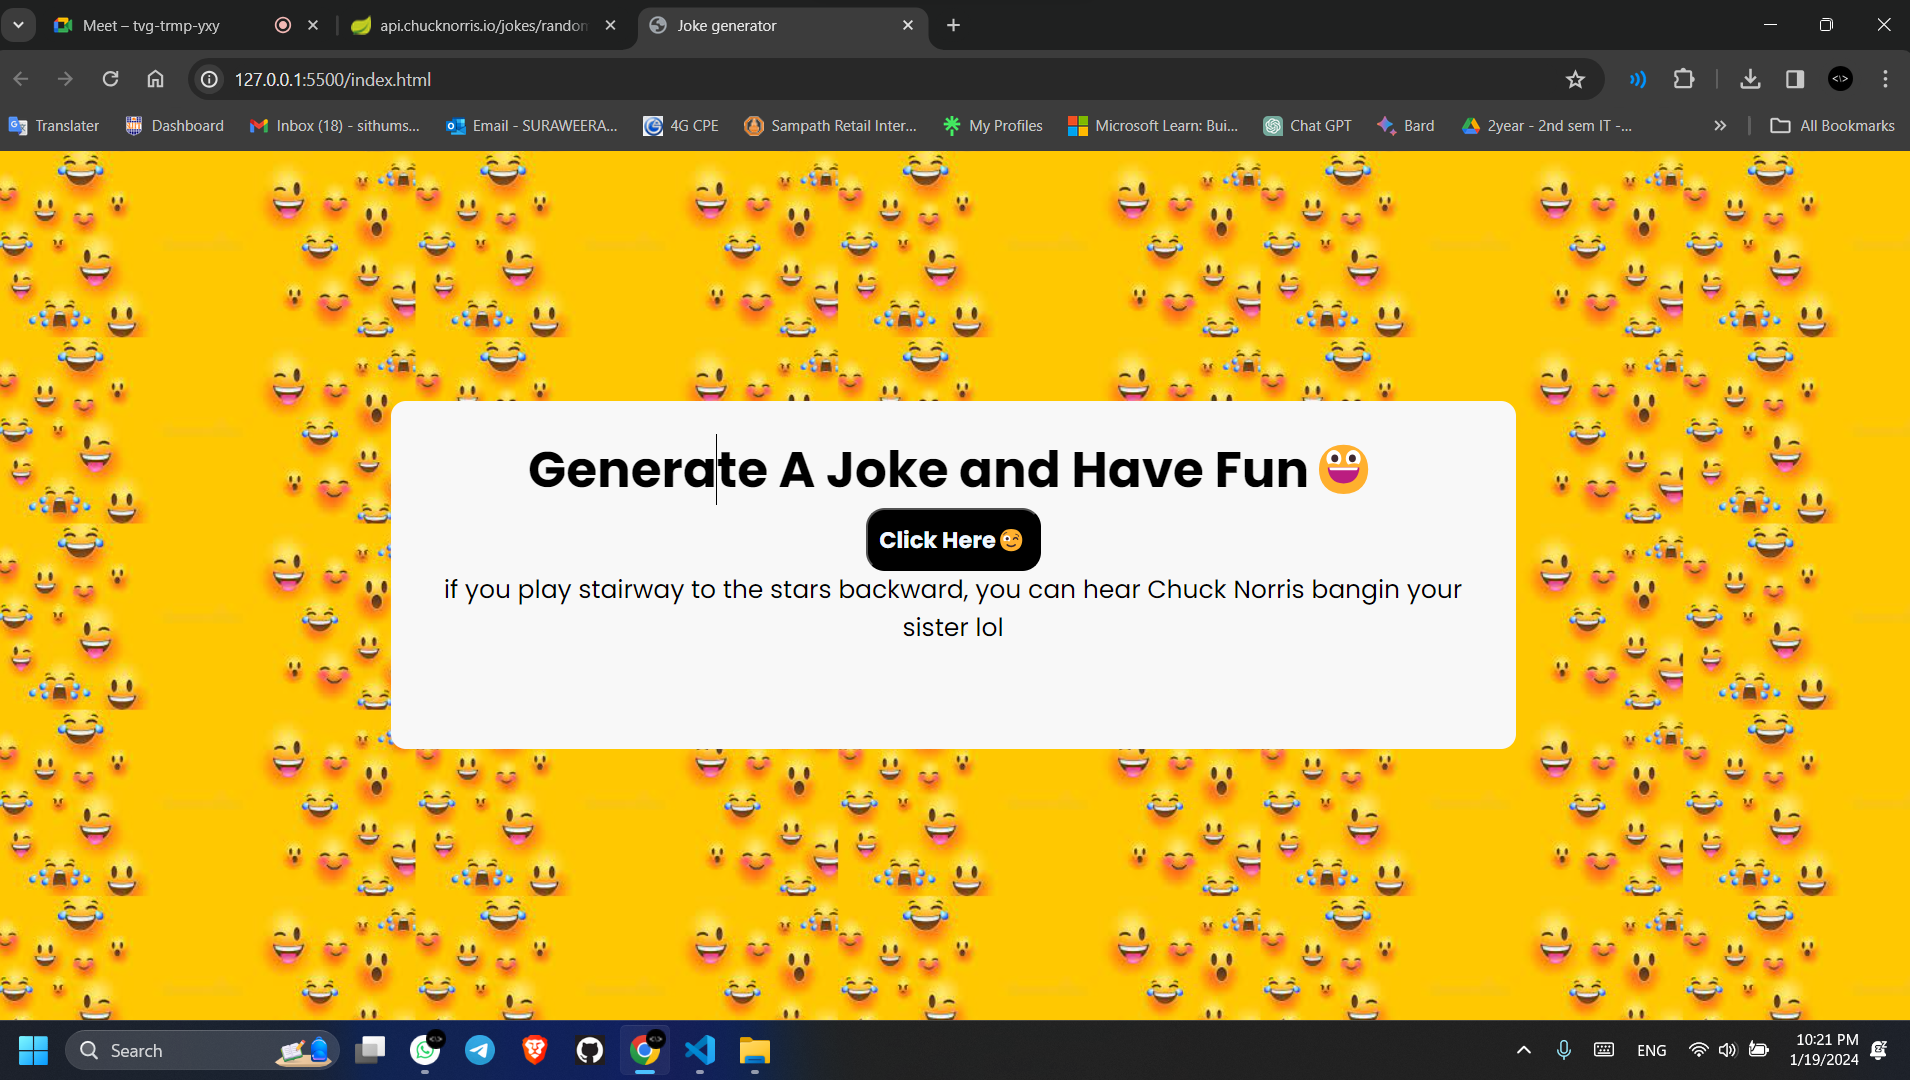 Meet – tvg-trmp-yxy
api.chucknorris.io/jokes/random
Joke generator
127.0.0.1:5500/index.html
Translater
Dashboard
Inbox (18) - sithums...
Email - SURAWEERA...
4G CPE
Sampath Retail Inter...
My Profiles
Microsoft Learn: Bui...
Chat GPT
Bard
2year - 2nd sem IT -...
All Bookmarks
Generate A Joke and Have Fun
Click Here
if you play stairway to the stars backward, you can hear Chuck Norris bangin your
sister lol
Search
ENG
10:21 PM
1/19/2024